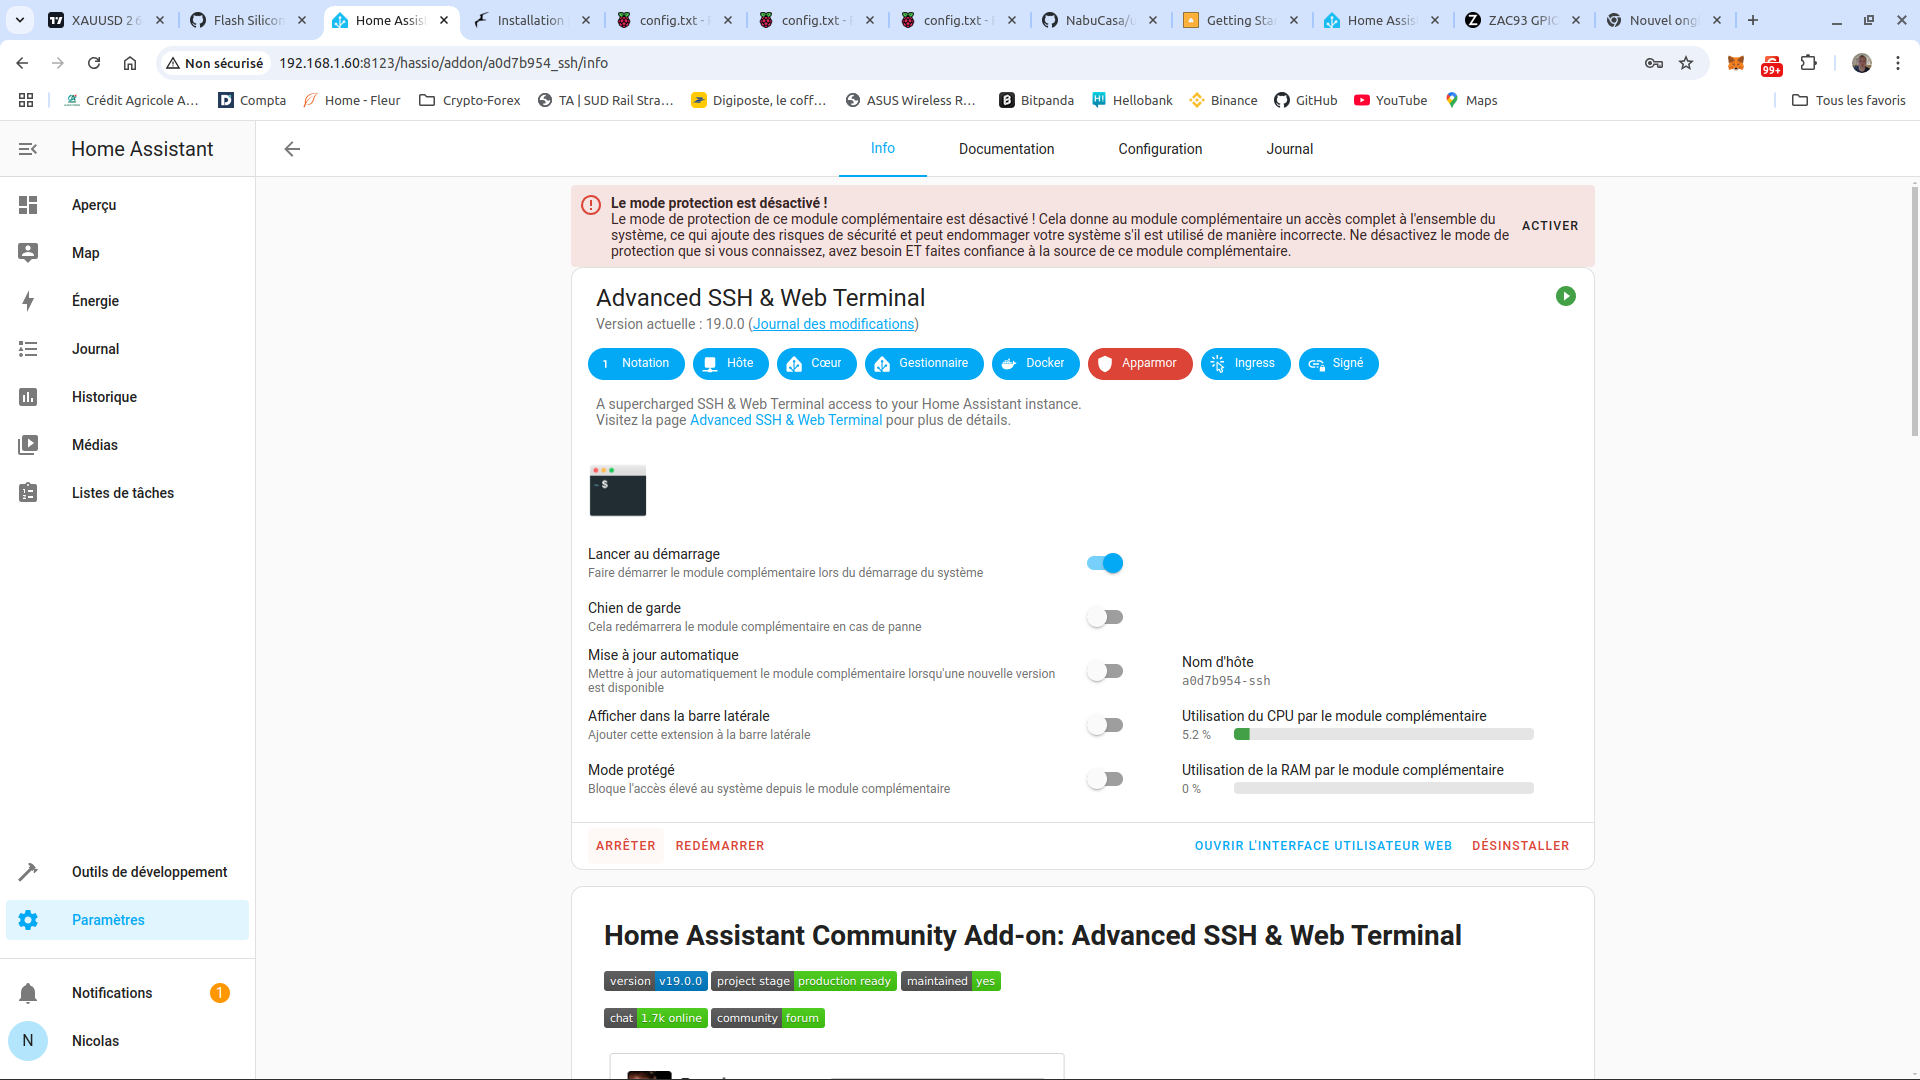 XAUUSD 2 6
Flash Silicon
Home Assis
Installation
config.txt -
config.txt -
config.txt -
NabuCasa/u
Getting Sta
Home Assis
ZAC93 GPIO
Nouvel ong
Non sécurisé
192.168.1.60:8123/hassio/addon/a0d7b954_ssh/info
99+
Crédit Agricole A...
Compta
Home - Fleur
Crypto-Forex
TA | SUD Rail Stra...
Digiposte, le coff...
ASUS Wireless R...
Bitpanda
Hellobank
Binance
GitHub
YouTube
Maps
Tous les favoris
Home Assistant
Info
Documentation
Configuration
Journal
Aperçu
Map
Énergie
Journal
Historique
Médias
Listes de tâches
Outils de développement
Paramètres
Notifications
1
N
Nicolas
Le mode protection est désactivé !
Le mode de protection de ce module complémentaire est désactivé ! Cela donne au module complémentaire un accès complet à l'ensemble du
système, ce qui ajoute des risques de sécurité et peut endommager votre système s'il est utilisé de manière incorrecte. Ne désactivez le mode de
protection que si vous connaissez, avez besoin ET faites confiance à la source de ce module complémentaire.
ACTIVER
Advanced SSH & Web Terminal
Version actuelle : 19.0.0 (Journal des modifications)
1 Notation
Hôte
Cœur
Gestionnaire
Docker
Apparmor
Ingress
Signé
A supercharged SSH & Web Terminal access to your Home Assistant instance.
Visitez la page Advanced SSH & Web Terminal pour plus de détails.
~ $
Lancer au démarrage
Faire démarrer le module complémentaire lors du démarrage du système
Chien de garde
Cela redémarrera le module complémentaire en cas de panne
Mise à jour automatique
Mettre à jour automatiquement le module complémentaire lorsqu'une nouvelle version
est disponible
Afficher dans la barre latérale
Ajouter cette extension à la barre latérale
Mode protégé
Bloque l'accès élevé au système depuis le module complémentaire
Nom d'hôte
a0d7b954-ssh
Utilisation du CPU par le module complémentaire
5.2 %
Utilisation de la RAM par le module complémentaire
0 %
ARRÊTER
REDÉMARRER
OUVRIR L'INTERFACE UTILISATEUR WEB
DÉSINSTALLER
Home Assistant Community Add-on: Advanced SSH & Web Terminal
version v19.0.0
project stage production ready
maintained yes
chat 1.7k online
community forum